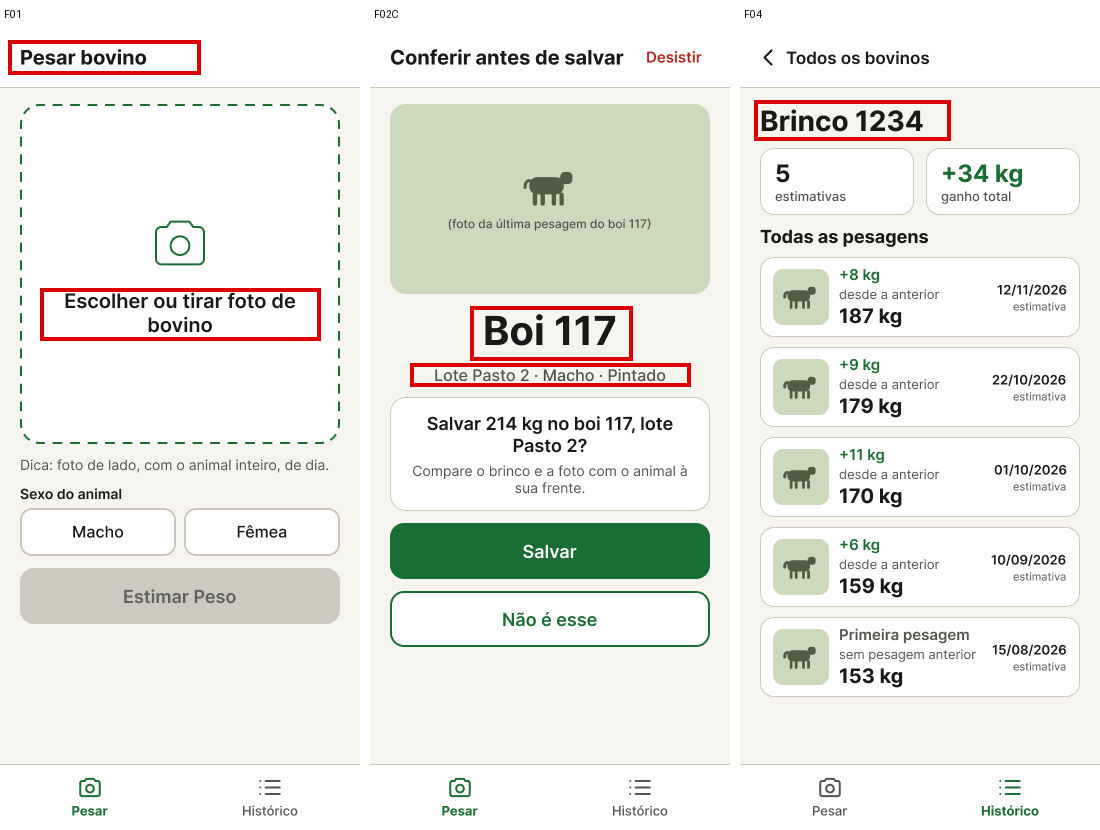 F01
Pesar bovino
Escolher ou tirar foto de
bovino
Dica: foto de lado, com o animal inteiro, de dia.
Sexo do animal
Macho
Fêmea
Estimar Peso
Pesar
Histórico
F02C
Conferir antes de salvar
Desistir
(foto da última pesagem do boi 117)
Boi 117
Lote Pasto 2 · Macho · Pintado
Salvar 214 kg no boi 117, lote
Pasto 2?
Compare o brinco e a foto com o animal à
sua frente.
Salvar
Não é esse
Pesar
Histórico
F04
Todos os bovinos
Brinco 1234
5
estimativas
+34 kg
ganho total
Todas as pesagens
+8 kg
desde a anterior
187 kg
12/11/2026
estimativa
+9 kg
desde a anterior
179 kg
22/10/2026
estimativa
+11 kg
desde a anterior
170 kg
01/10/2026
estimativa
+6 kg
desde a anterior
159 kg
10/09/2026
estimativa
Primeira pesagem
sem pesagem anterior
153 kg
15/08/2026
estimativa
Pesar
Histórico